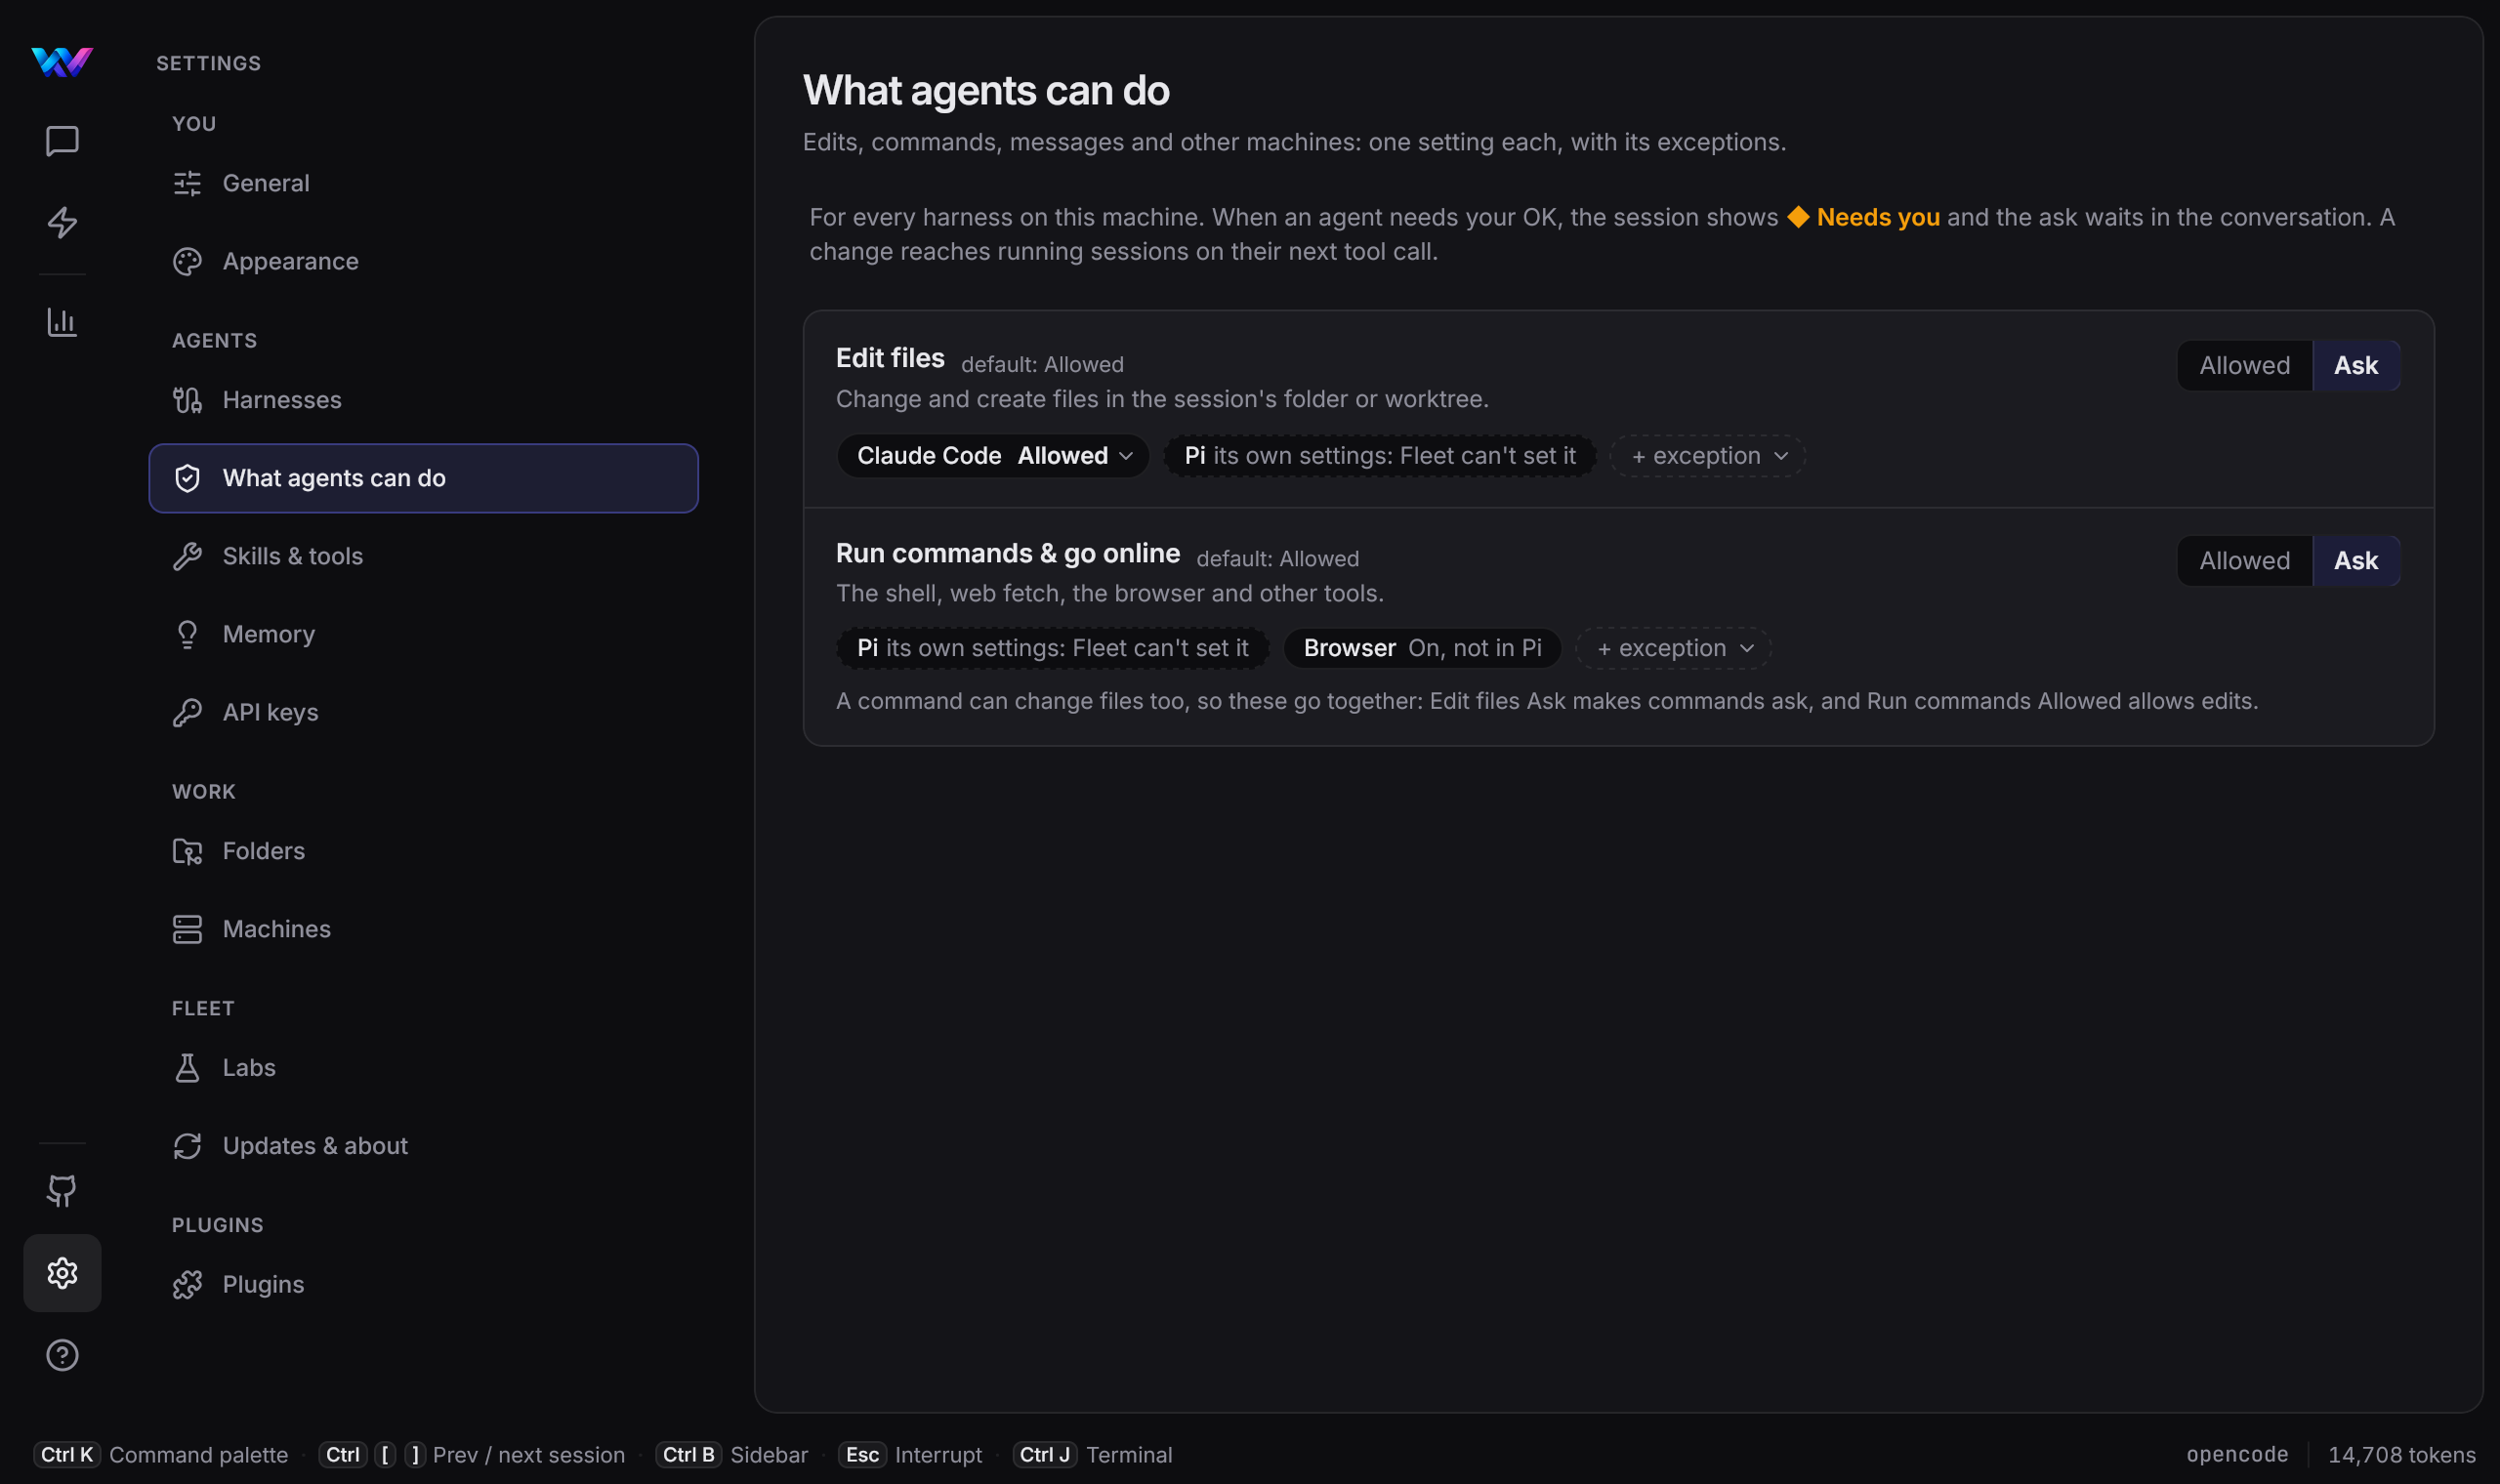 SETTINGS
YOU
General
Appearance
AGENTS
Harnesses
What agents can do
Skills & tools
Memory
API keys
WORK
Folders
Machines
FLEET
Labs
Updates & about
PLUGINS
Plugins
What agents can do
Edits, commands, messages and other machines: one setting each, with its exceptions.
For every harness on this machine. When an agent needs your OK, the session shows ◆ Needs you and the ask waits in the conversation. A
change reaches running sessions on their next tool call.
Edit files default: Allowed
Allowed Ask
Change and create files in the session's folder or worktree.
Claude Code Allowed Pi its own settings: Fleet can't set it + exception
Run commands & go online default: Allowed
Allowed Ask
The shell, web fetch, the browser and other tools.
Pi its own settings: Fleet can't set it Browser On, not in Pi + exception
A command can change files too, so these go together: Edit files Ask makes commands ask, and Run commands Allowed allows edits.
Ctrl K Command palette · Ctrl [ ] Prev / next session · Ctrl B Sidebar · Esc Interrupt · Ctrl J Terminal
opencode 14,708 tokens